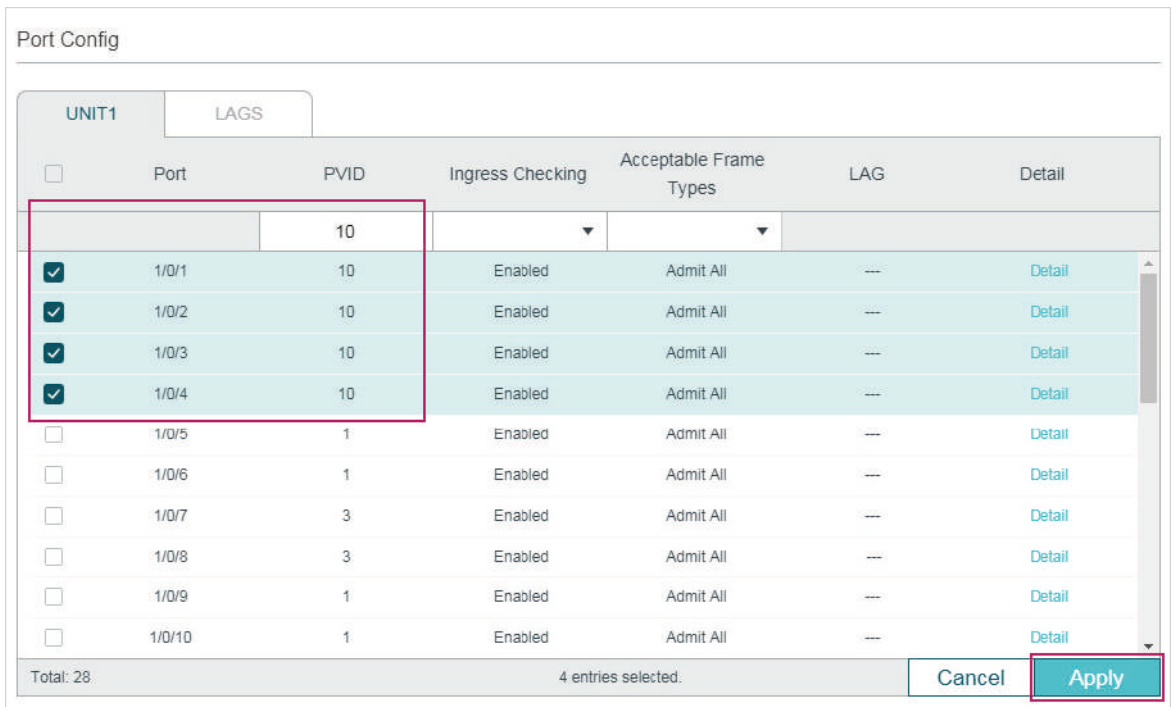 Port Config
UNIT1 LAGS
Port PVID Ingress Checking Acceptable Frame Types LAG Detail
10
1/0/1 10 Enabled Admit All --- Detail
1/0/2 10 Enabled Admit All --- Detail
1/0/3 10 Enabled Admit All --- Detail
1/0/4 10 Enabled Admit All --- Detail
1/0/5 1 Enabled Admit All --- Detail
1/0/6 1 Enabled Admit All --- Detail
1/0/7 3 Enabled Admit All --- Detail
1/0/8 3 Enabled Admit All --- Detail
1/0/9 1 Enabled Admit All --- Detail
1/0/10 1 Enabled Admit All --- Detail
Total: 28 4 entries selected. Cancel Apply